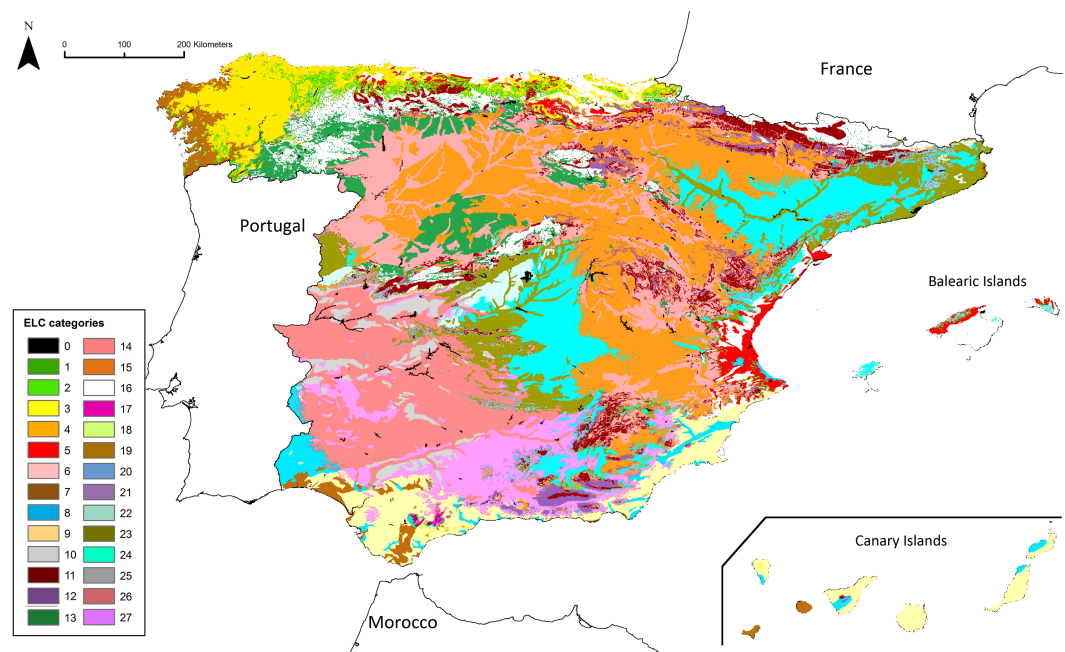 N
0 100 200 Kilometers
France
Portugal
Balearic Islands
ELC categories
0 14
1 15
2 16
3 17
4 18
5 19
6 20
7 21
8 22
9 23
10 24
11 25
12 26
13 27
Canary Islands
Morocco